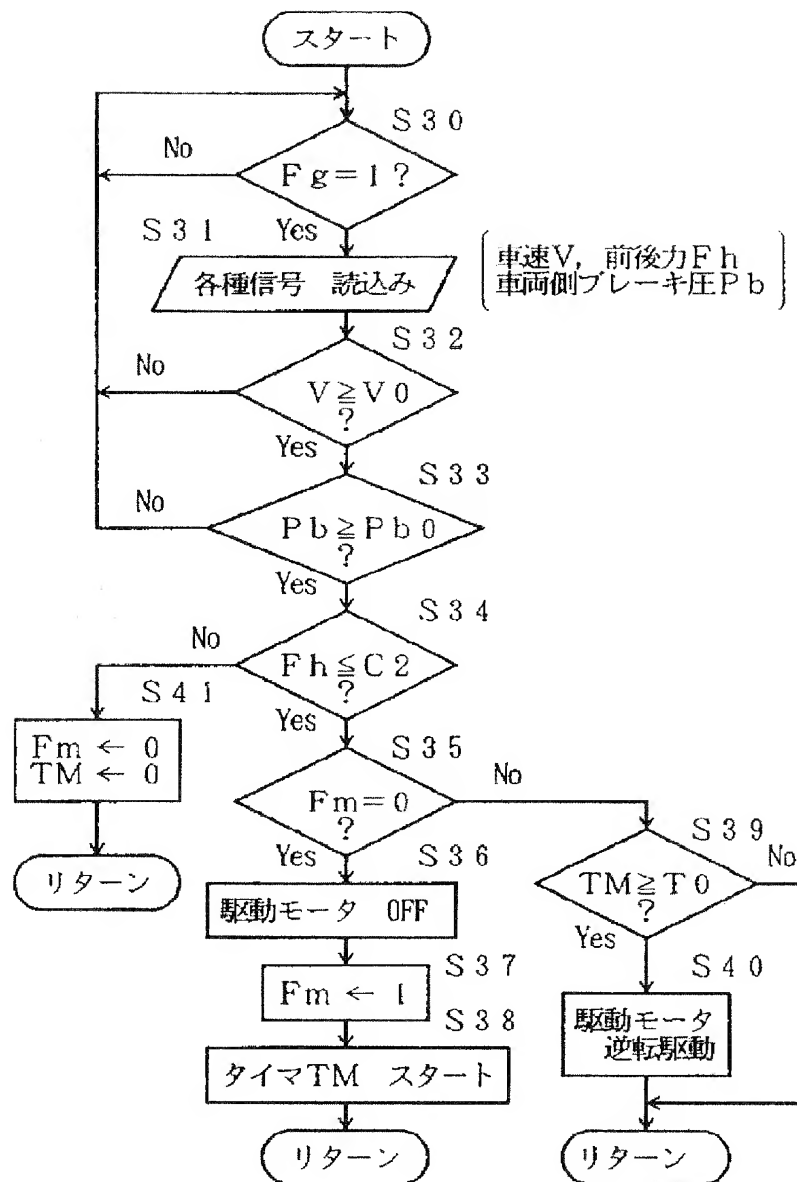 スタート
S30
No
Fg=1?
S31
Yes
各種信号 読込み
車速V, 前後力Fh
車両側ブレーキ圧Pb
S32
No
V≧V0
?
Yes
S33
No
Pb≧Pb0
?
Yes
S34
No
Fh≦C2
?
S41
Yes
Fm ← 0
TM ← 0
S35
No
Fm=0
?
リターン
Yes
S36
S39
No
TM≧T0
?
駆動モータ OFF
Yes
S37
S40
Fm ← 1
S38
駆動モータ
逆転駆動
タイマTM スタート
リターン
リターン